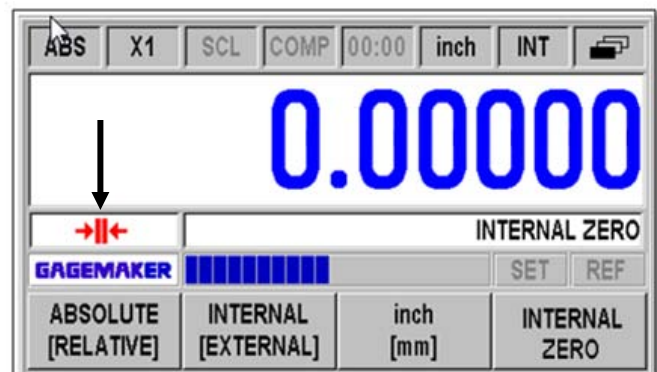 ABS X1 SCL COMP 00:00 inch INT
0.00000
INTERNAL ZERO
GAGEMAKER SET REF
ABSOLUTE INTERNAL inch INTERNAL
[RELATIVE] [EXTERNAL] [mm] ZERO